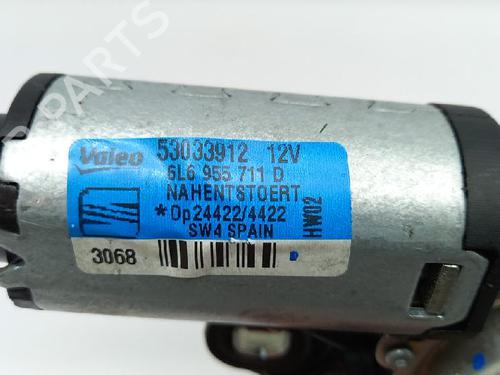 Valeo 53033912 12V
6L6 955 711 D
NAHENTSTOERT
*Op24422/4422
SW4 SPAIN
HW02
3068
PARTS